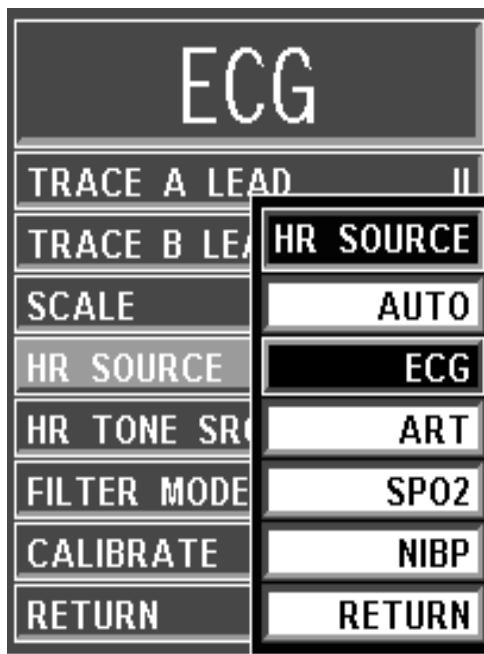 ECG
TRACE A LEAD II
TRACE B LEA
SCALE
HR SOURCE
HR TONE SR
FILTER MODE
CALIBRATE
RETURN
HR SOURCE
AUTO
ECG
ART
SPO2
NIBP
RETURN